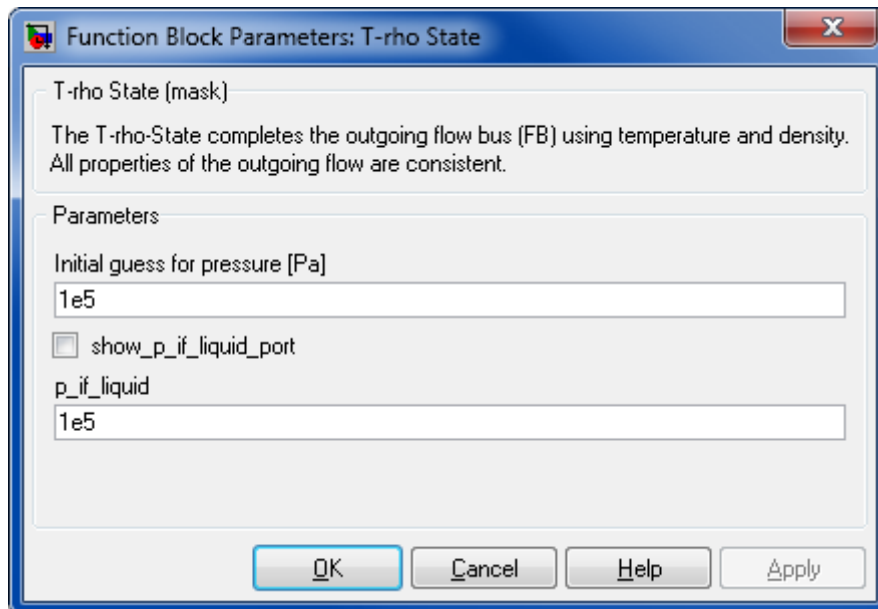 Function Block Parameters: T-rho State
T-rho State (mask)
The T-rho-State completes the outgoing flow bus (FB) using temperature and density.
All properties of the outgoing flow are consistent.
Parameters
Initial guess for pressure [Pa]
1e5
show_p_if_liquid_port
p_if_liquid
1e5
OK Cancel Help Apply